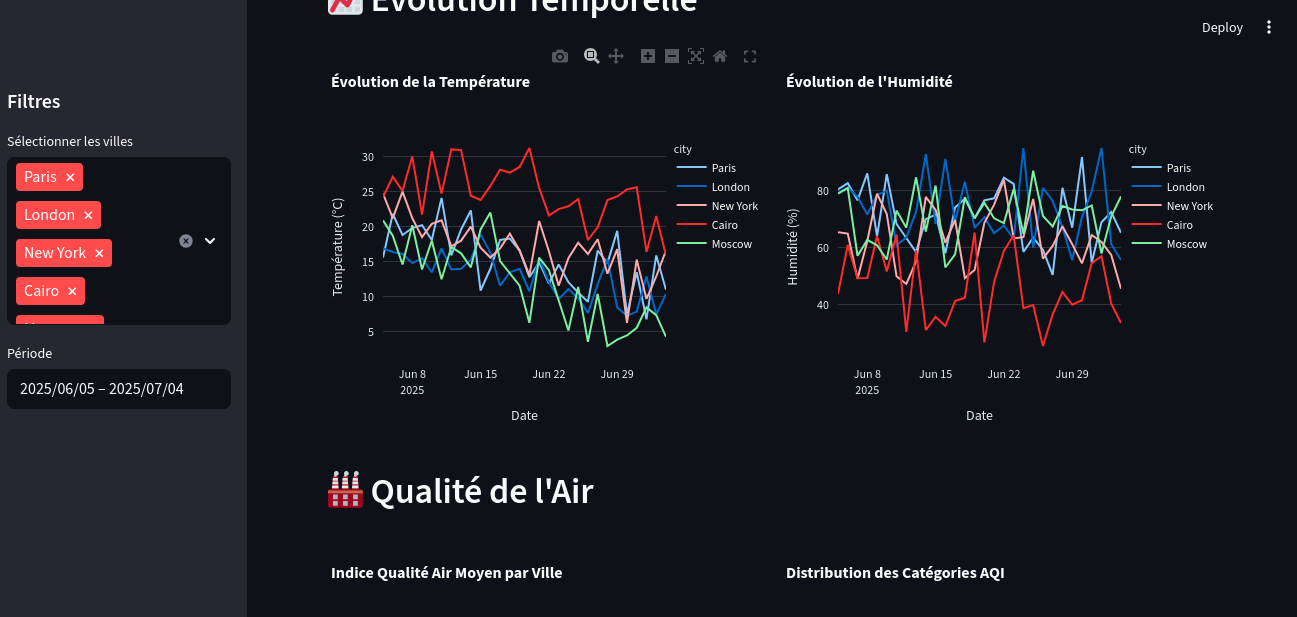 Évolution Temporelle
Deploy
Filtres
Sélectionner les villes
Paris
London
New York
Cairo
Période
2025/06/05 – 2025/07/04
Évolution de la Température
Température (°C)
30
25
20
15
10
5
Jun 8
2025
Jun 15
Jun 22
Jun 29
Date
city
Paris
London
New York
Cairo
Moscow
Évolution de l'Humidité
Humidité (%)
80
60
40
Jun 8
2025
Jun 15
Jun 22
Jun 29
Date
city
Paris
London
New York
Cairo
Moscow
Qualité de l'Air
Indice Qualité Air Moyen par Ville
Distribution des Catégories AQI